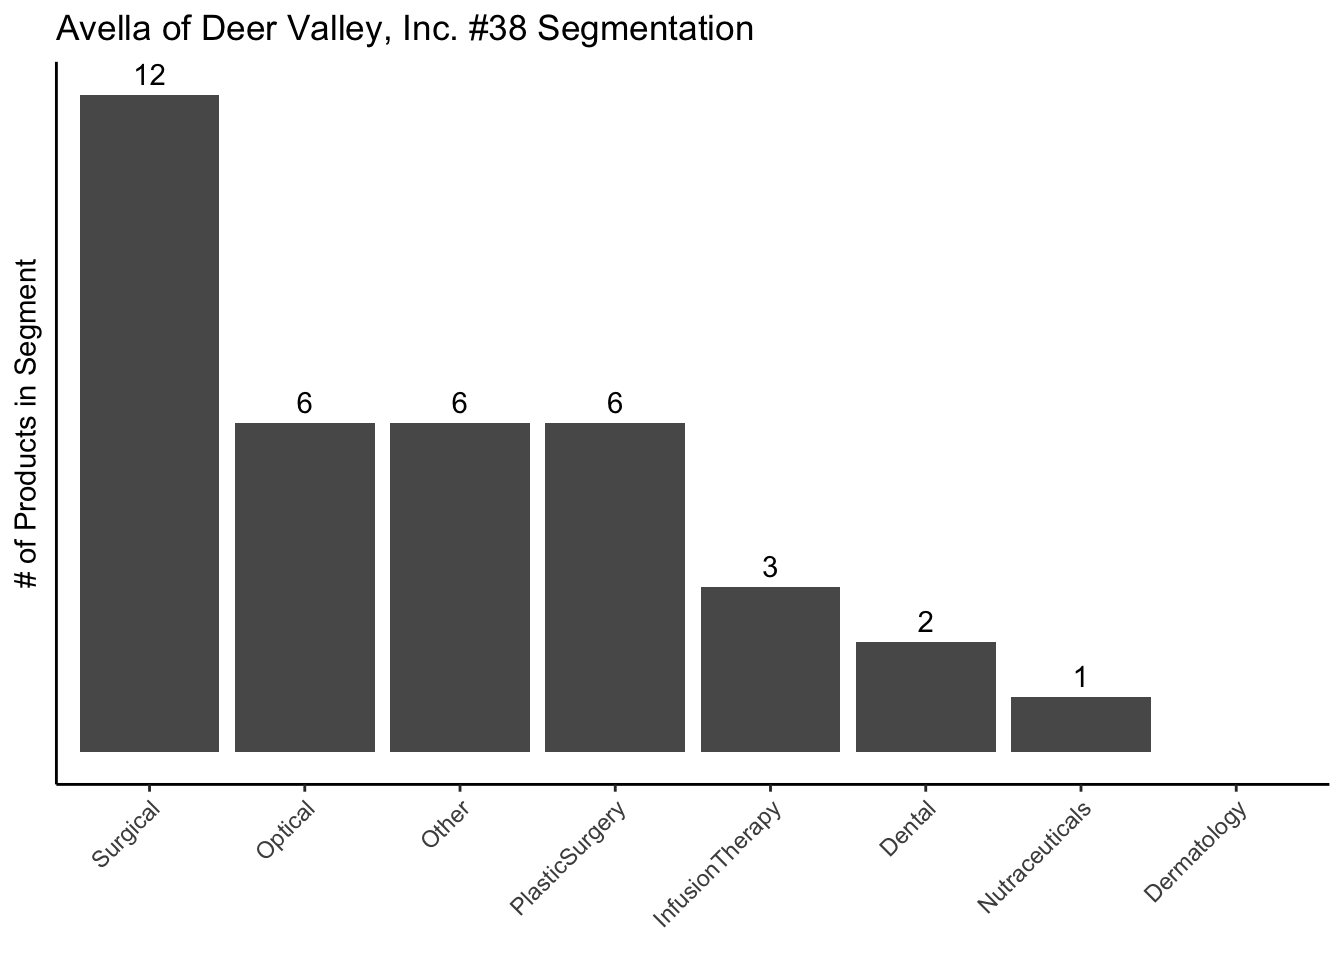 Avella of Deer Valley, Inc. #38 Segmentation
12
6
6
6
3
2
1
# of Products in Segment
Surgical
Optical
Other
PlasticSurgery
InfusionTherapy
Dental
Nutraceuticals
Dermatology